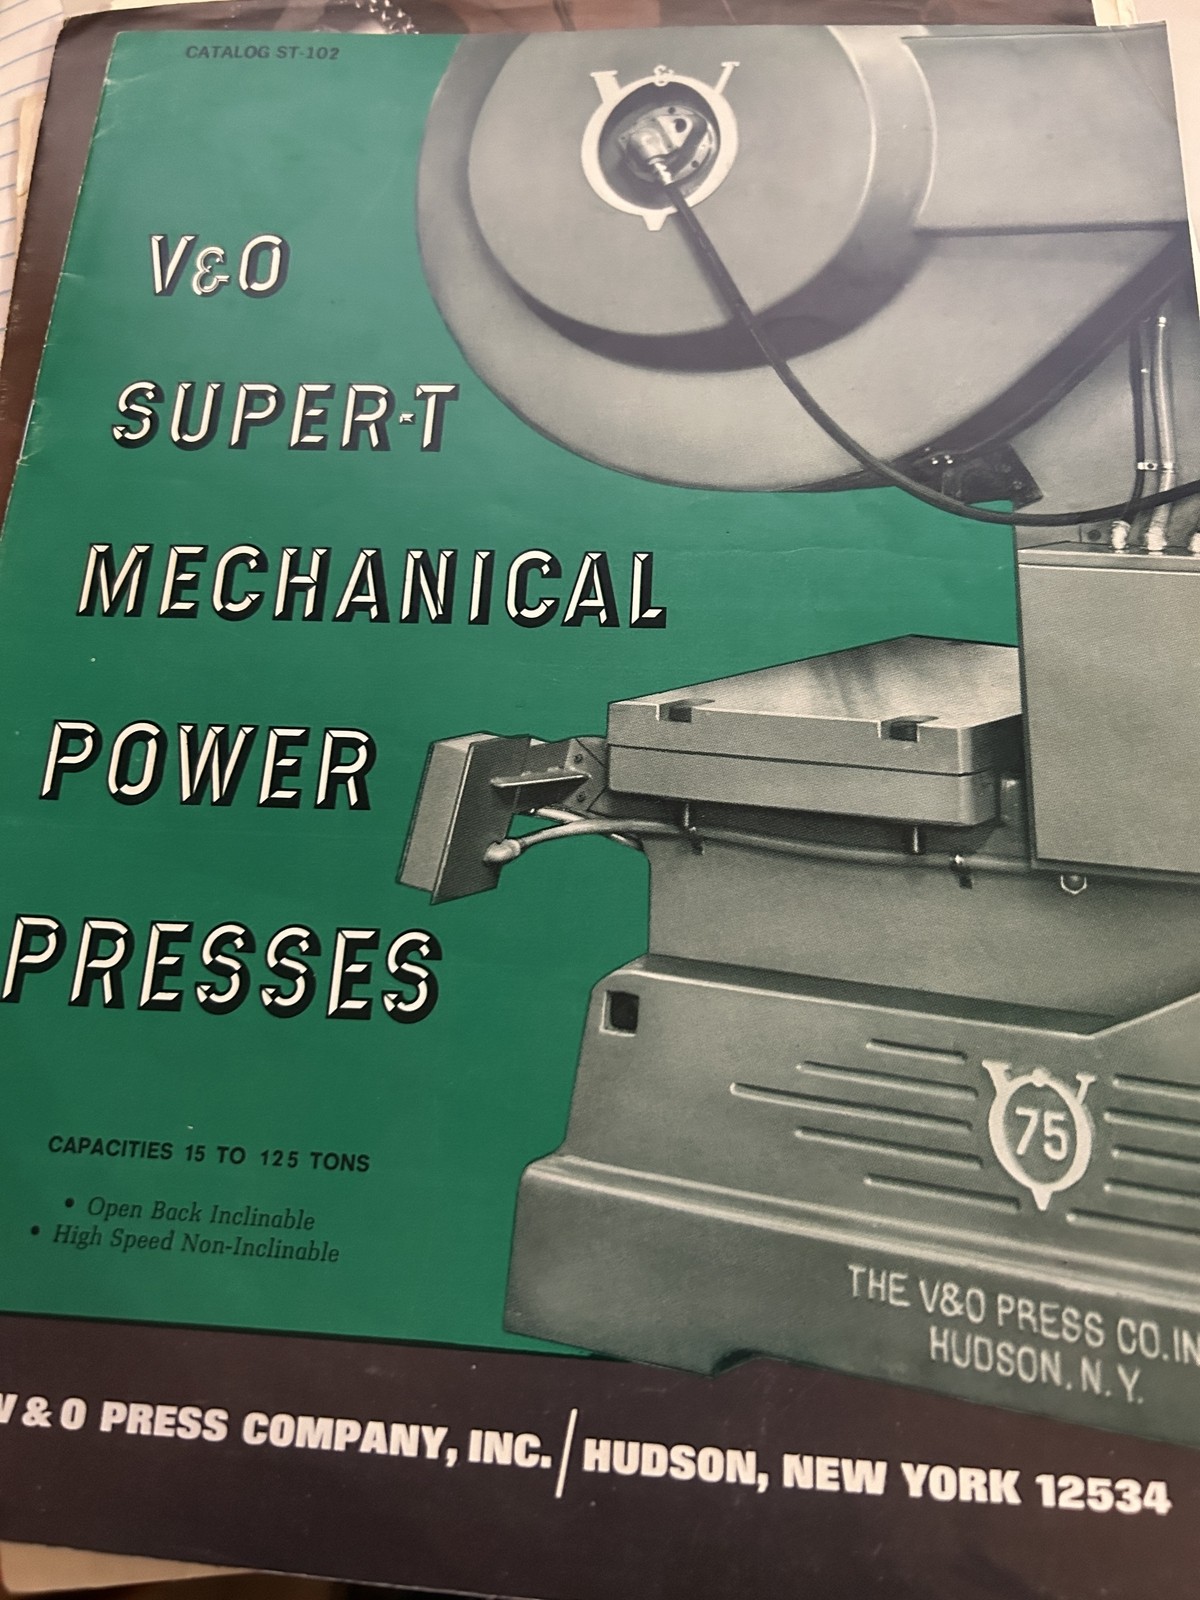 CATALOG ST-102
V&O
V&O
SUPER-T
MECHANICAL
POWER
PRESSES
CAPACITIES 15 TO 125 TONS
• Open Back Inclinable
• High Speed Non-Inclinable
75
THE V&O PRESS CO. IN
HUDSON, N. Y.
V & O PRESS COMPANY, INC. / HUDSON, NEW YORK 12534